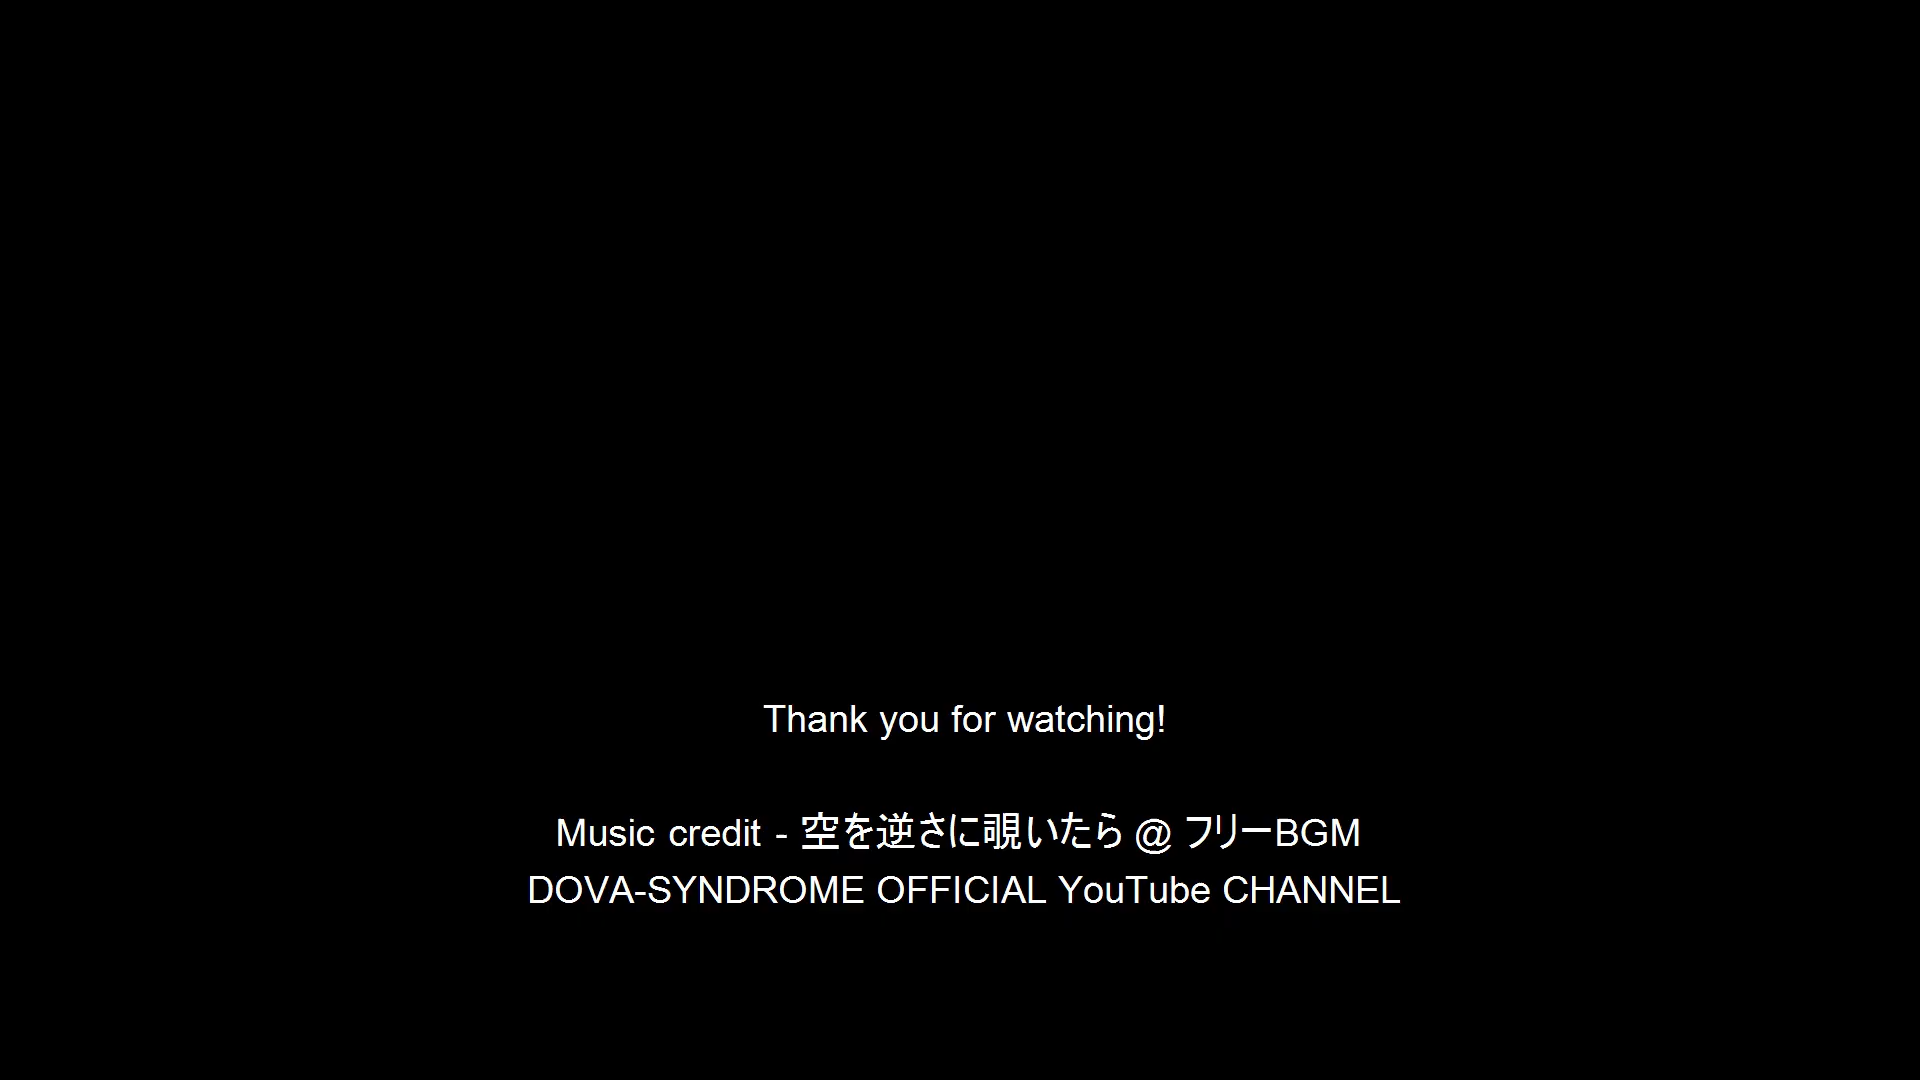 Thank you for watching!
Music credit - 空を逆さに覗いたら @ フリーBGM
DOVA-SYNDROME OFFICIAL YouTube CHANNEL